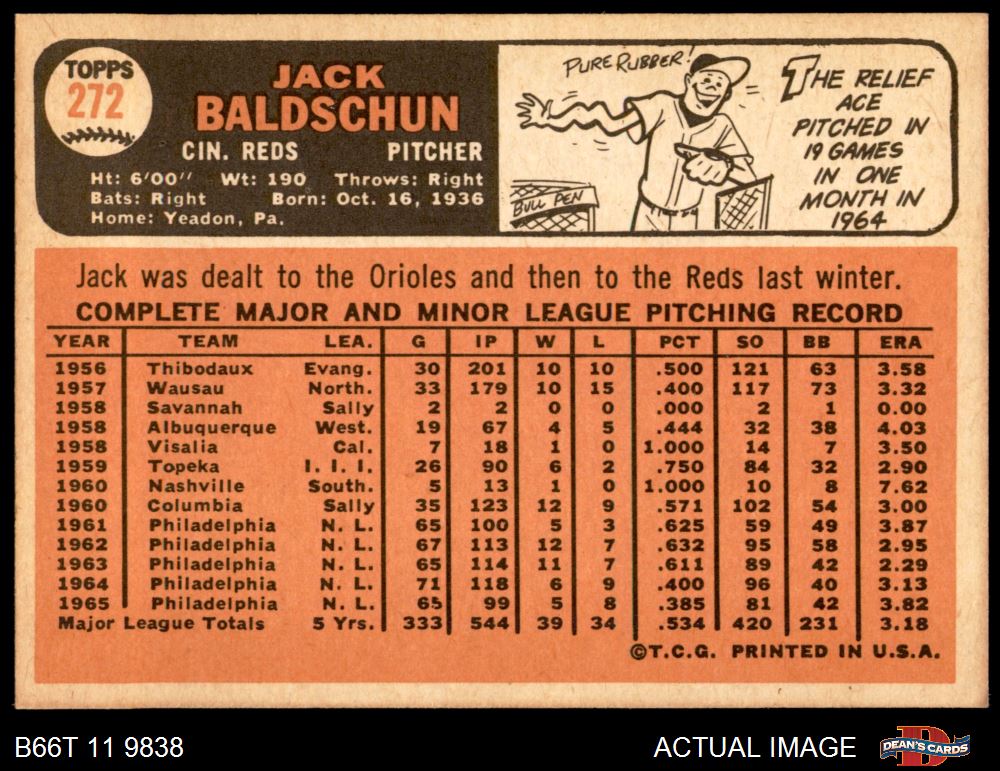 TOPPS
272
JACK
BALDSCHUN
CIN. REDS PITCHER
Ht: 6'00" Wt: 190 Throws: Right
Bats: Right Born: Oct. 16, 1936
Home: Yeadon, Pa.
PURE RUBBER!
BULL PEN
THE RELIEF
ACE
PITCHED IN
19 GAMES
IN ONE
MONTH IN
1964
Jack was dealt to the Orioles and then to the Reds last winter.
COMPLETE MAJOR AND MINOR LEAGUE PITCHING RECORD
YEAR TEAM LEA. G IP W L PCT SO BB ERA
1956 Thibodaux Evang. 30 201 10 10 .500 121 63 3.58
1957 Wausau North. 33 179 10 15 .400 117 73 3.32
1958 Savannah Sally 2 2 0 0 .000 2 1 0.00
1958 Albuquerque West. 19 67 4 5 .444 32 38 4.03
1958 Visalia Cal. 7 18 1 0 1.000 14 7 3.50
1959 Topeka I. I. I. 26 90 6 2 .750 84 32 2.90
1960 Nashville South. 5 13 1 0 1.000 10 8 7.62
1960 Columbia Sally 35 123 12 9 .571 102 54 3.00
1961 Philadelphia N. L. 65 100 5 3 .625 59 49 3.87
1962 Philadelphia N. L. 67 113 12 7 .632 95 58 2.95
1963 Philadelphia N. L. 65 114 11 7 .611 89 42 2.29
1964 Philadelphia N. L. 71 118 6 9 .400 96 40 3.13
1965 Philadelphia N. L. 65 99 5 8 .385 81 42 3.82
Major League Totals 5 Yrs. 333 544 39 34 .534 420 231 3.18
©T.C.G. PRINTED IN U.S.A.
B66T 11 9838 ACTUAL IMAGE DEAN'S CARDS